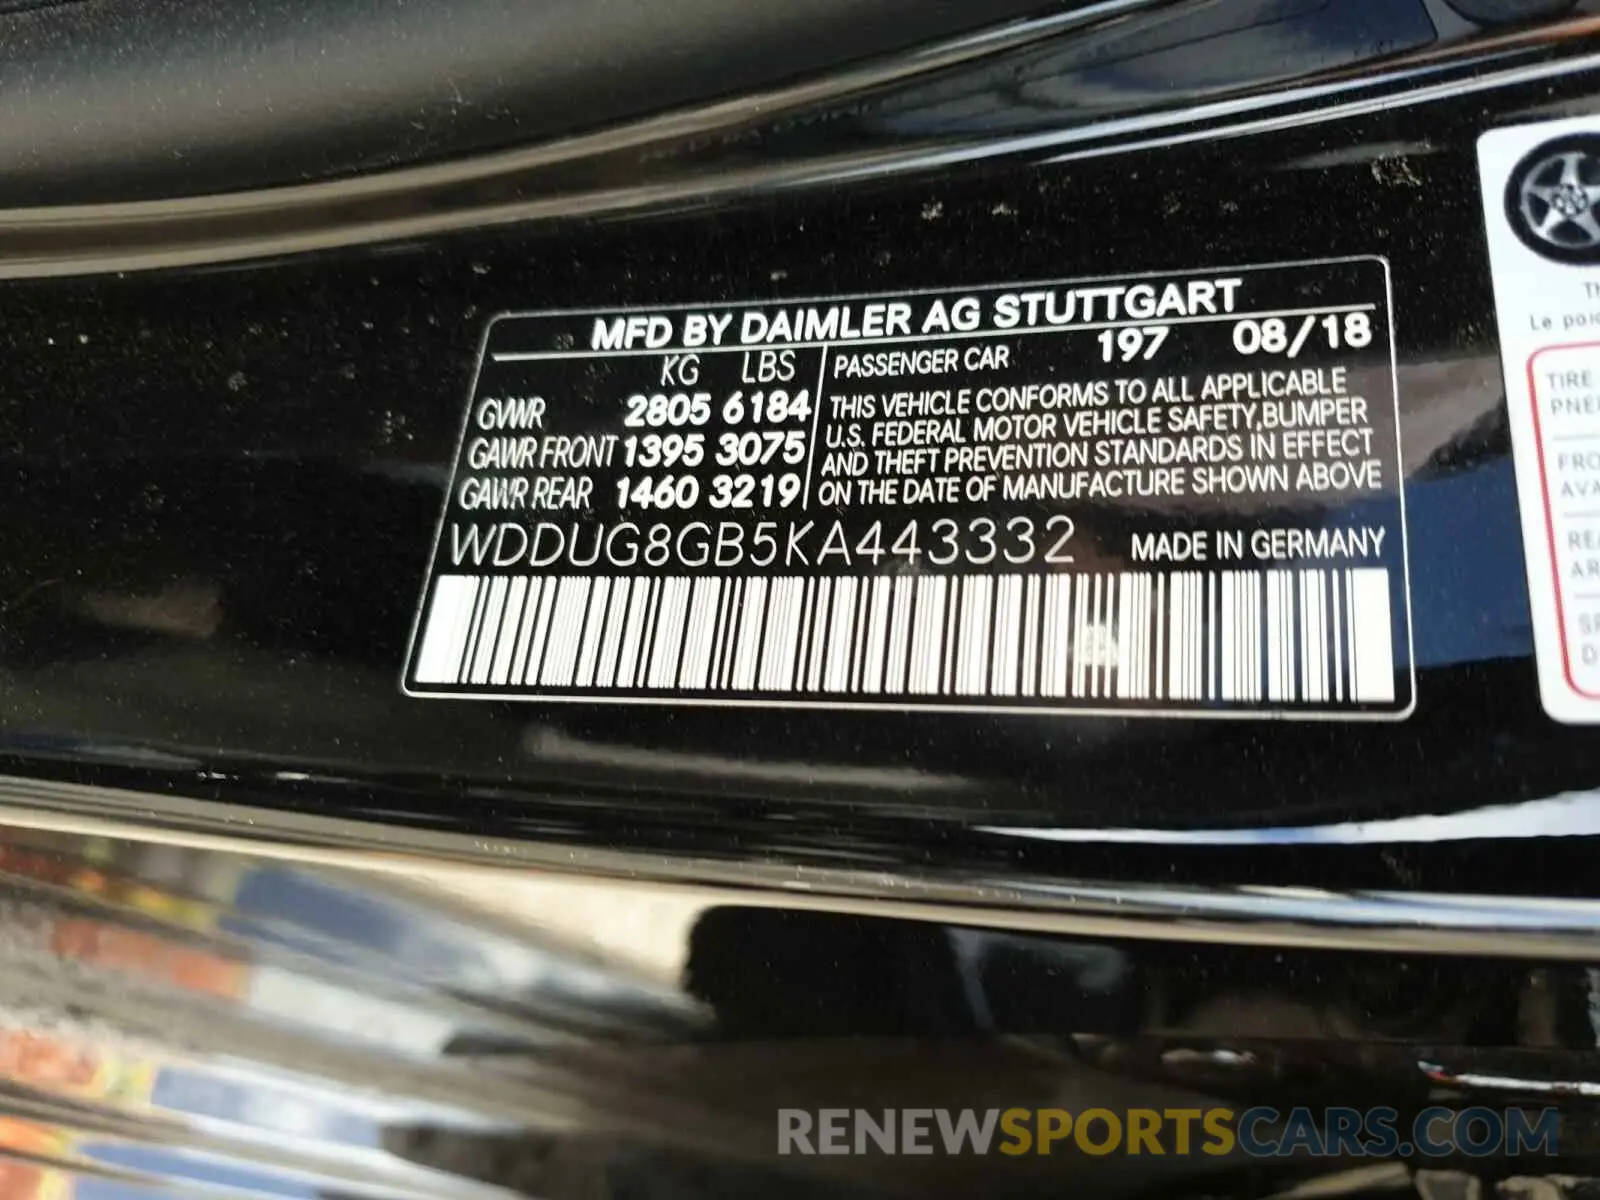 MFD BY DAIMLER AG STUTTGART
KG LBS PASSENGER CAR 197 08/18
GVWR 2805 6184
GAWR FRONT 1395 3075
GAWR REAR 1460 3219
THIS VEHICLE CONFORMS TO ALL APPLICABLE
U.S. FEDERAL MOTOR VEHICLE SAFETY,BUMPER
AND THEFT PREVENTION STANDARDS IN EFFECT
ON THE DATE OF MANUFACTURE SHOWN ABOVE
WDDUG8GB5KA443332 MADE IN GERMANY
Le
TIRE
RENEWSPORTSCARS.COM